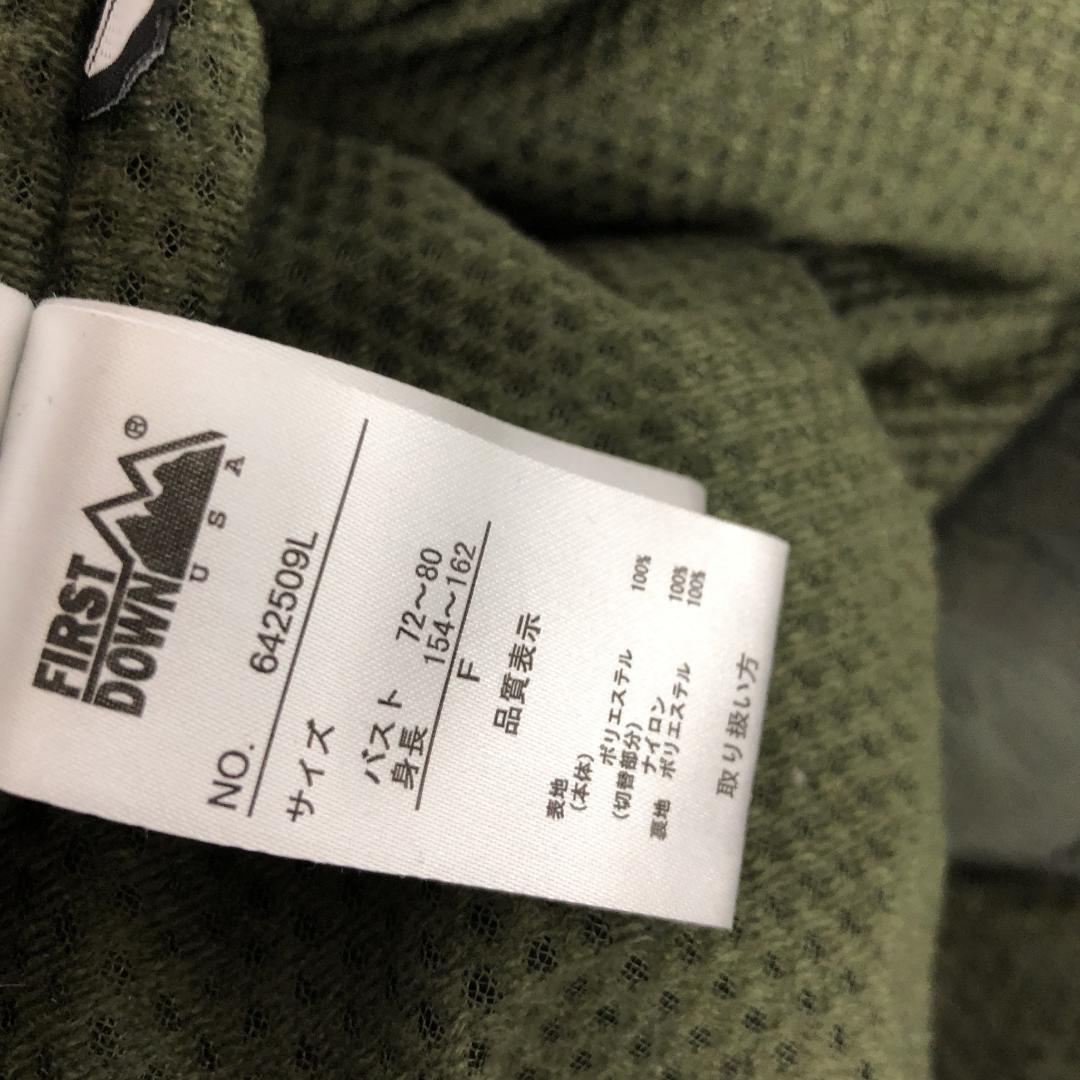 FIRST
DOWN
USA ®
NO. 642509L
サイズ
バスト 72～80
身長 154～162
F
品質表示
表地
(本体)
ポリエステル 100%
(切替部分)
ナイロン 100%
裏地 ポリエステル 100%
取り扱い方